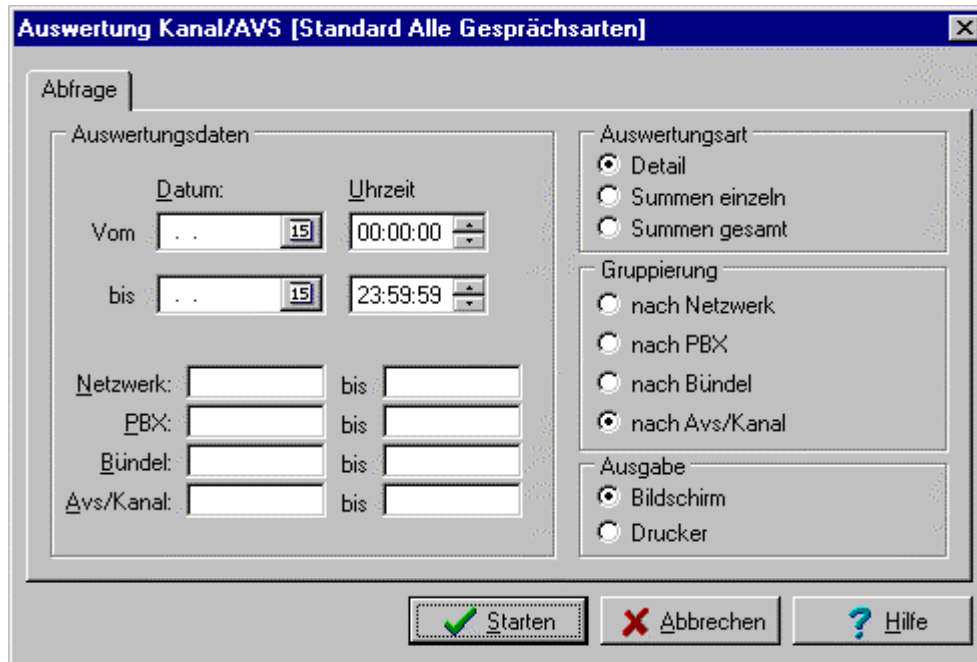 Auswertung Kanal/AVS [Standard Alle Gesprächsarten]
Abfrage
Auswertungsdaten
Datum: Uhrzeit
Vom . . 15 00:00:00
bis . . 15 23:59:59
Netzwerk: bis
PBX: bis
Bündel: bis
Avs/Kanal: bis
Auswertungsart
Detail
Summen einzeln
Summen gesamt
Gruppierung
nach Netzwerk
nach PBX
nach Bündel
nach Avs/Kanal
Ausgabe
Bildschirm
Drucker
Starten Abbrechen ? Hilfe